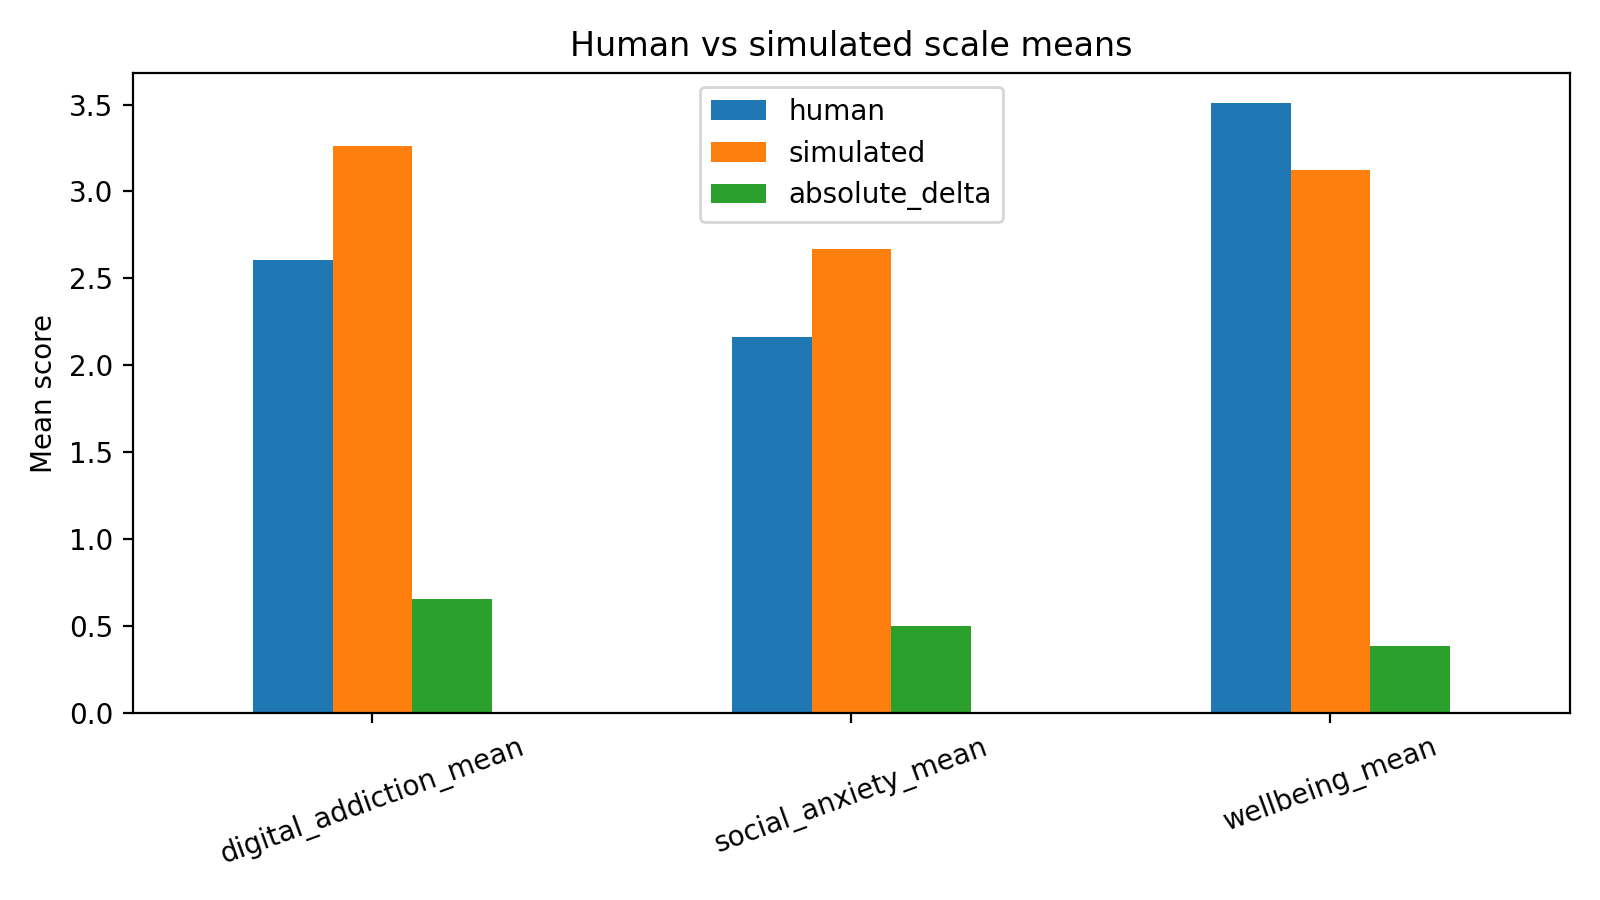 Human vs simulated scale means
human
simulated
absolute_delta
Mean score
3.5
3.0
2.5
2.0
1.5
1.0
0.5
0.0
digital_addiction_mean
social_anxiety_mean
wellbeing_mean